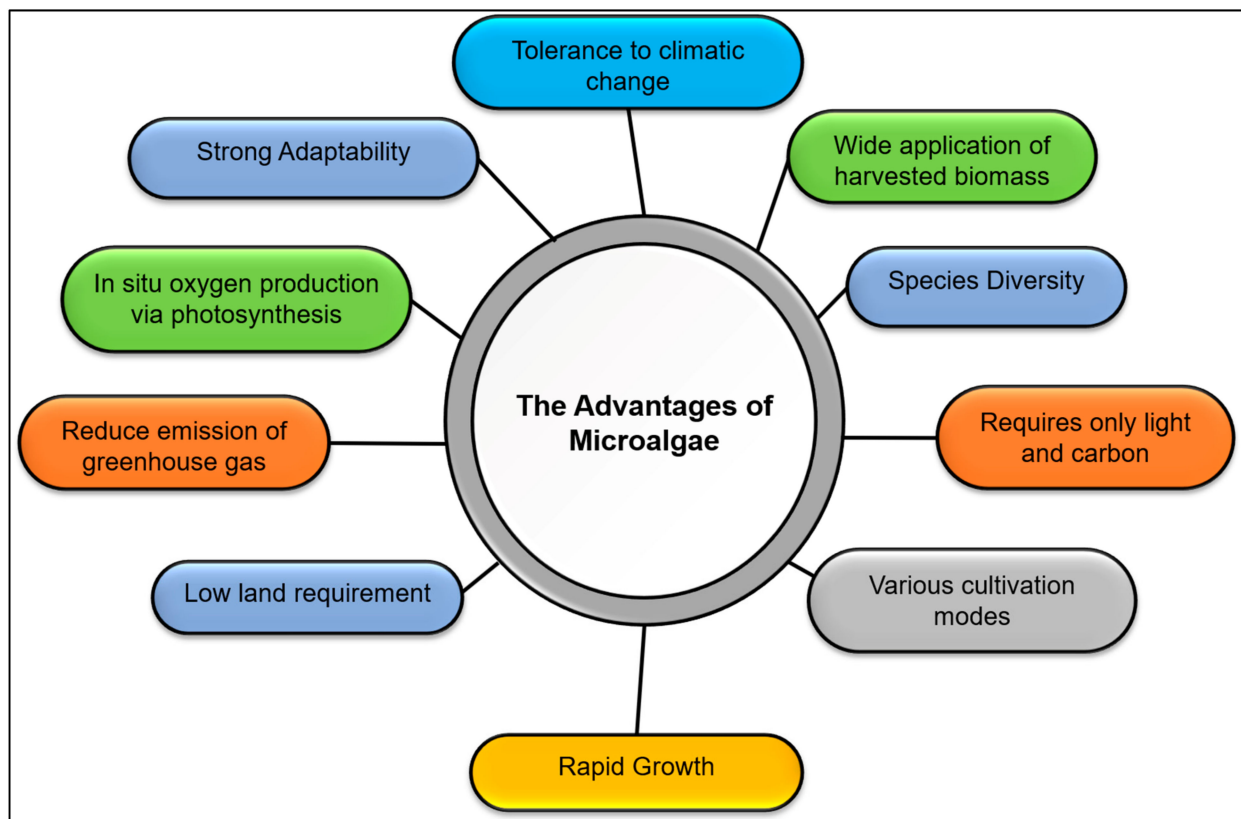 Tolerance to climatic
change
Strong Adaptability
Wide application of
harvested biomass
In situ oxygen production
via photosynthesis
Species Diversity
The Advantages of
Microalgae
Reduce emission of
greenhouse gas
Requires only light
and carbon
Low land requirement
Various cultivation
modes
Rapid Growth